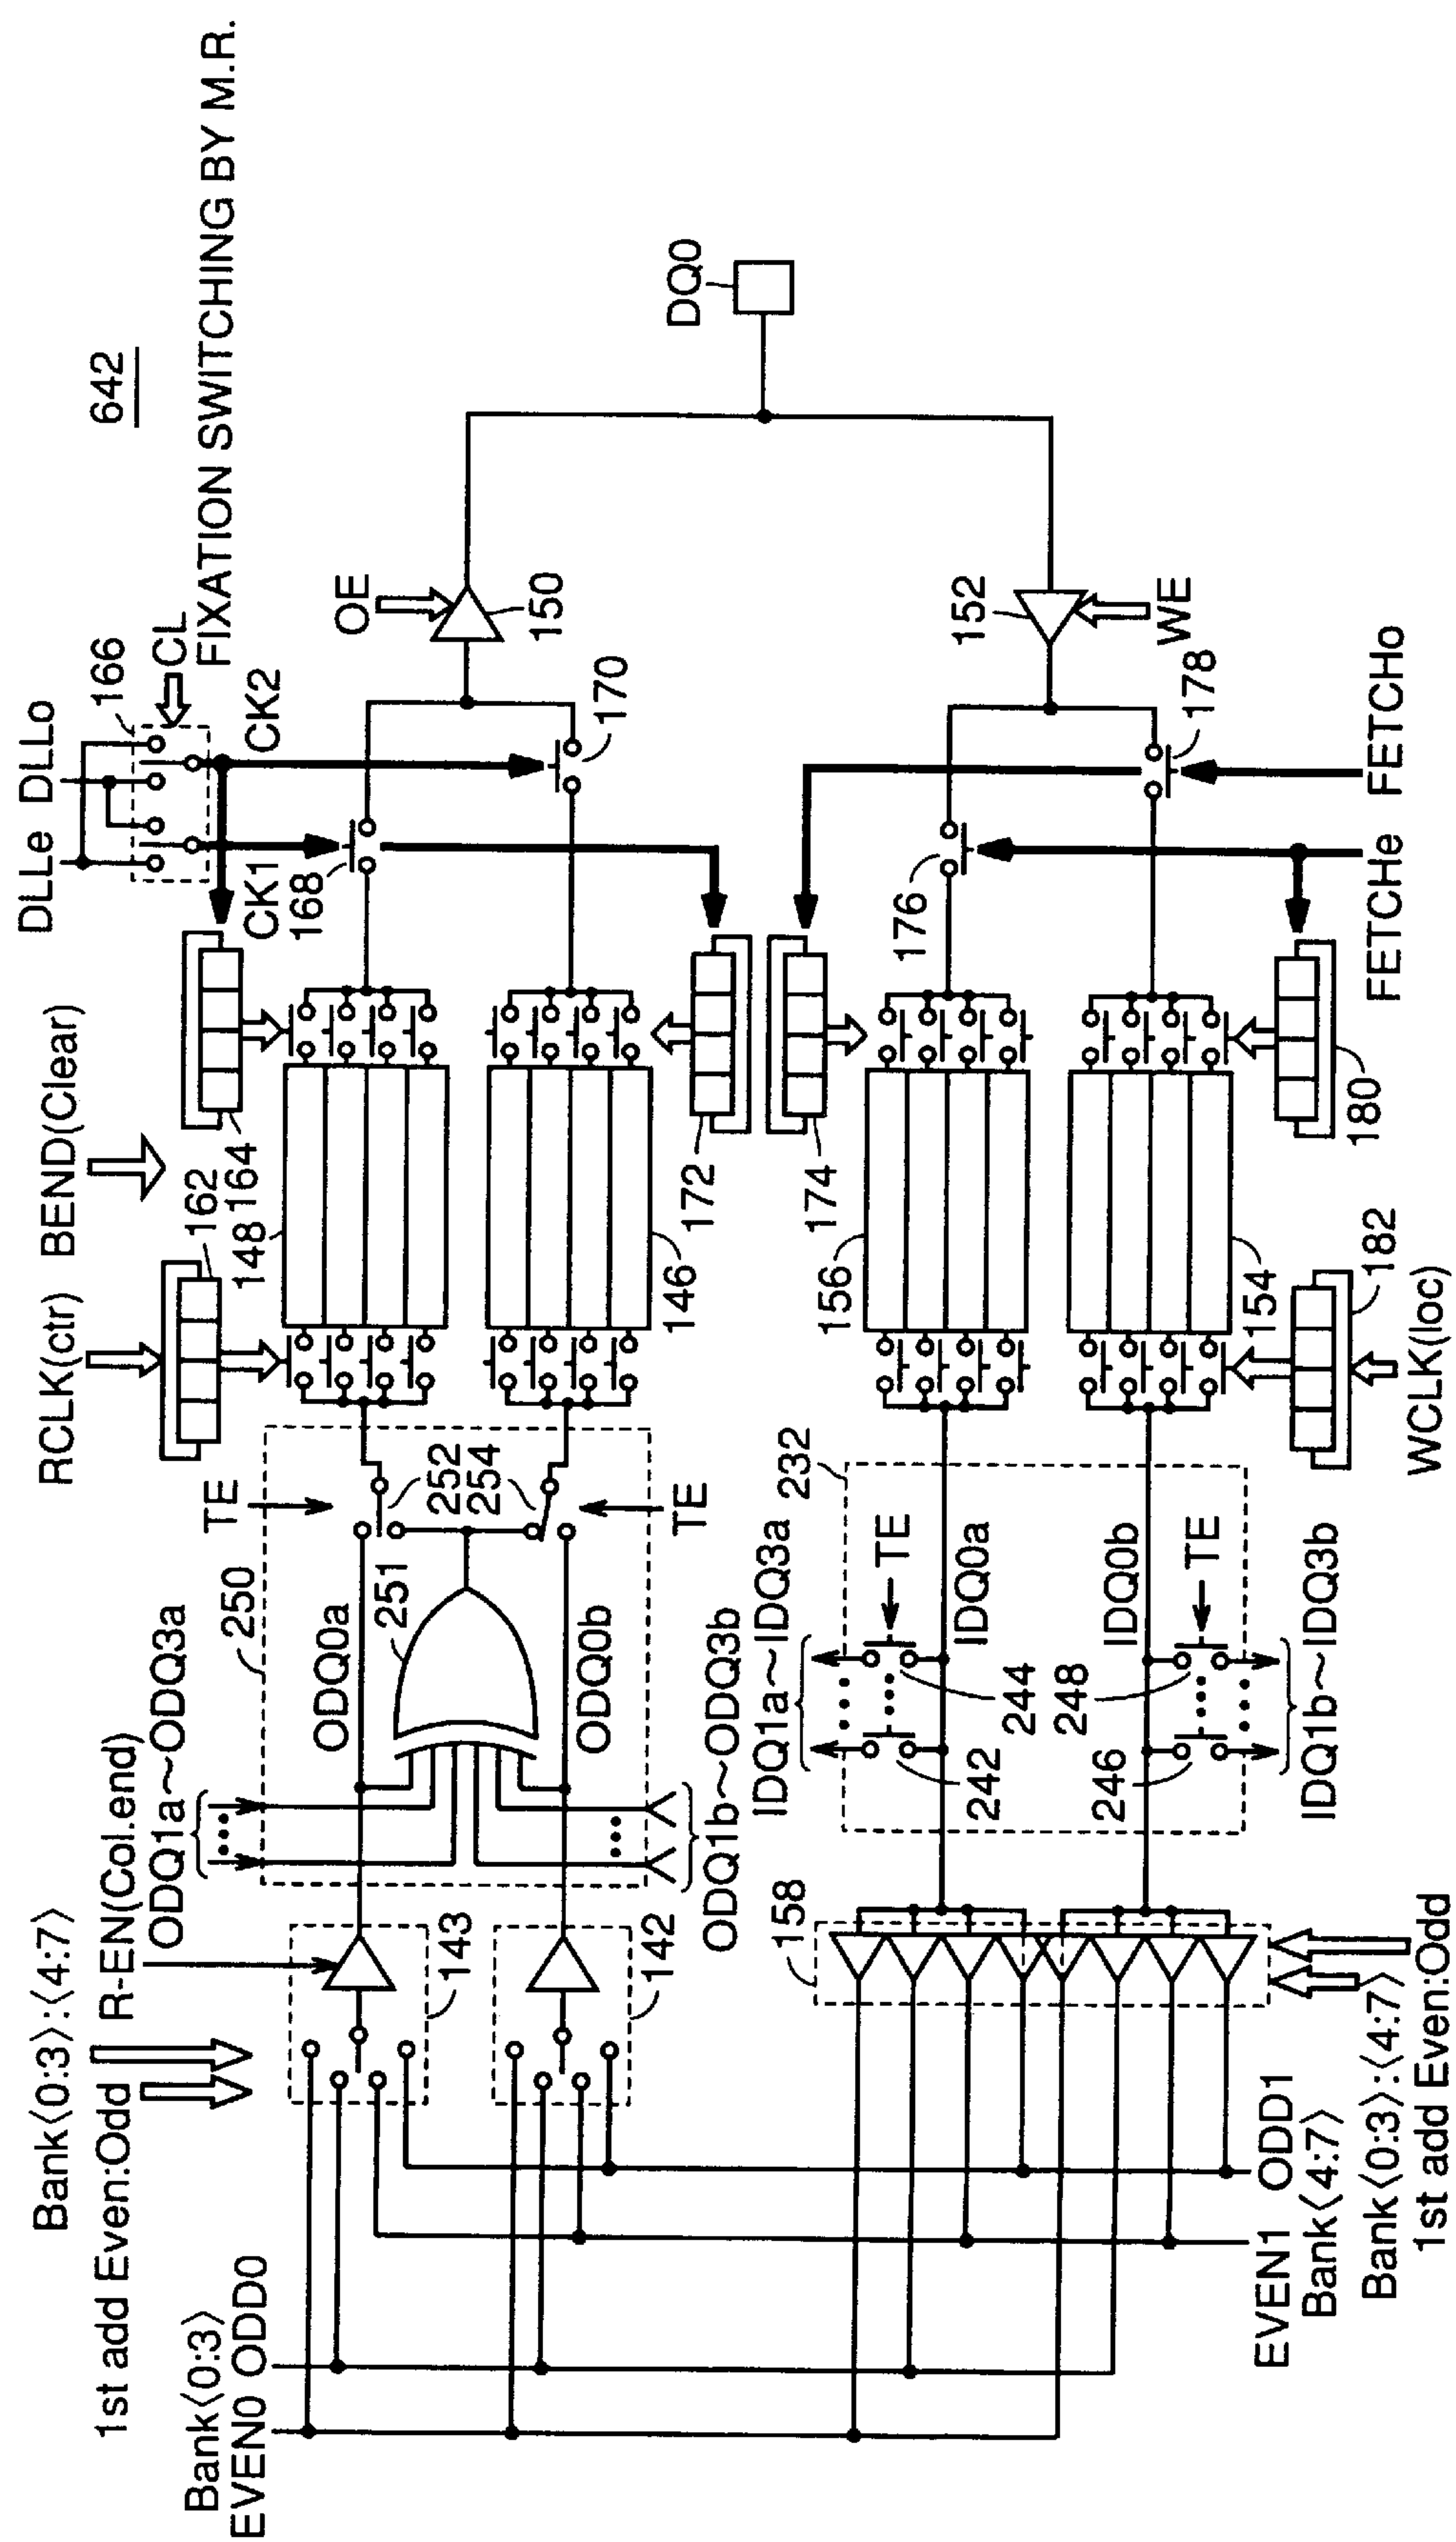 642
FIXATION SWITCHING BY M.R.
DLLe DLLo
166
CL
CK1
CK2
OE
DQ0
150
168
170
RCLK(ctr)
BEND(Clear)
162
164
148
146
172
TE
252
254
TE
250
251
ODQ0a
ODQ0b
ODQ1a~ODQ3a
ODQ1b~ODQ3b
R-EN(Col.end)
Bank<0:3>:<4:7>
1st add Even:Odd
143
142
Bank<0:3>
EVEN0 ODD0
152
WE
176
178
FETCHe FETCHo
174
156
154
180
182
WCLK(loc)
232
IDQ1a~IDQ3a
TE
IDQ0a
244
242
IDQ0b
TE
248
246
IDQ1b~IDQ3b
158
EVEN1 ODD1
Bank<4:7>
Bank<0:3>:<4:7>
1st add Even:Odd